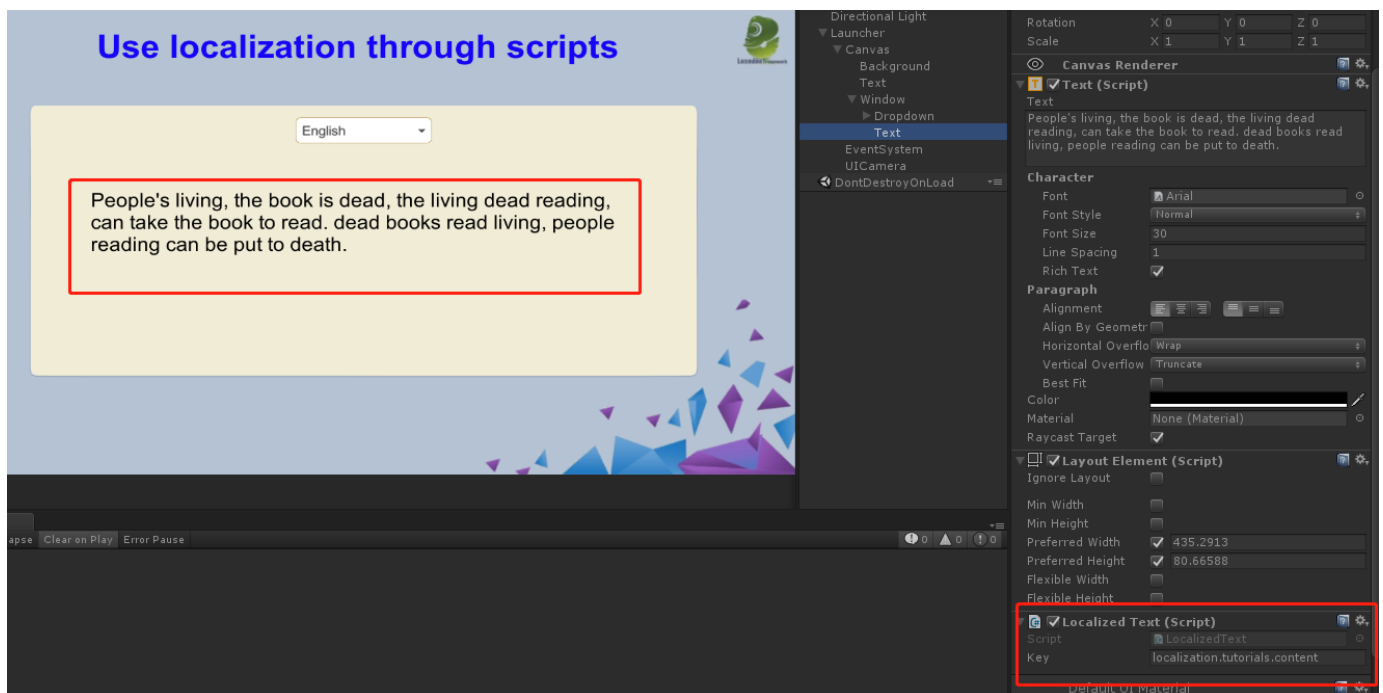 Use localization through scripts
English
People's living, the book is dead, the living dead reading,
can take the book to read. dead books read living, people
reading can be put to death.
Directional Light
Launcher
Canvas
Background
Text
Window
Dropdown
Text
EventSystem
UICamera
DontDestroyOnLoad
apse Clear on Play Error Pause
0 0 0
Rotation X 0 Y 0 Z 0
Scale X 1 Y 1 Z 1
Canvas Renderer
T Text (Script)
Text
People's living, the book is dead, the living dead
reading, can take the book to read. dead books read
living, people reading can be put to death.
Character
Font Arial
Font Style Normal
Font Size 30
Line Spacing 1
Rich Text
Paragraph
Alignment
Align By Geometr
Horizontal Overflo Wrap
Vertical Overflow Truncate
Best Fit
Color
Material None (Material)
Raycast Target
Layout Element (Script)
Ignore Layout
Min Width
Min Height
Preferred Width 435.2913
Preferred Height 80.66588
Flexible Width
Flexible Height
Localized Text (Script)
Script LocalizedText
Key localization.tutorials.content
Default UI Material